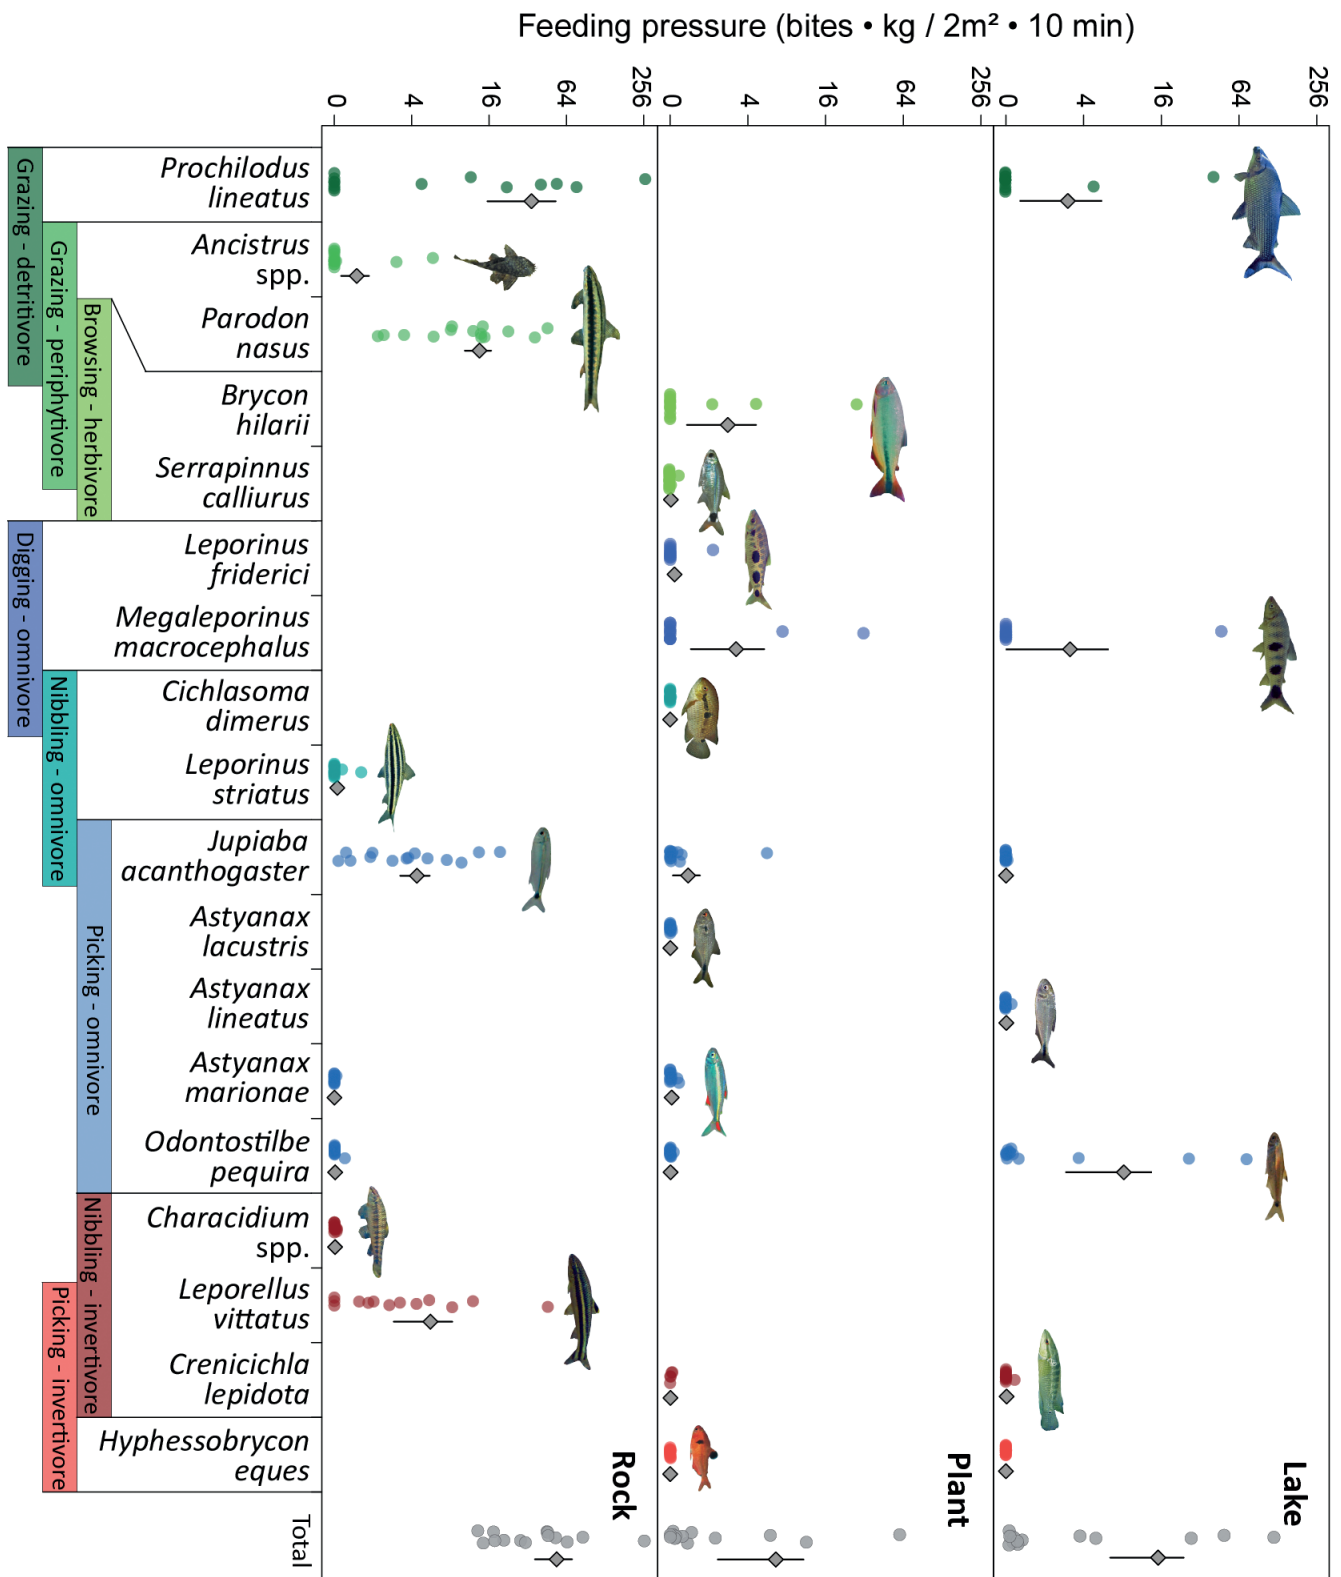 Feeding pressure (bites • kg / 2m² • 10 min)
0 4 16 64 256
0 4 16 64 256
0 4 16 64 256
Prochilodus
lineatus
Ancistrus
spp.
Parodon
nasus
Brycon
hilarii
Serrapinnus
calliurus
Leporinus
friderici
Megaleporinus
macrocephalus
Cichlasoma
dimerus
Leporinus
striatus
Jupiaba
acanthogaster
Astyanax
lacustris
Astyanax
lineatus
Astyanax
marionae
Odontostilbe
pequira
Characidium
spp.
Leporellus
vittatus
Crenicichla
lepidota
Hyphessobrycon
eques
Total
Grazing - detritivore
Grazing - periphytivore
Browsing - herbivore
Digging - omnivore
Nibbling - omnivore
Picking - omnivore
Nibbling - invertivore
Picking - invertivore
Rock
Plant
Lake